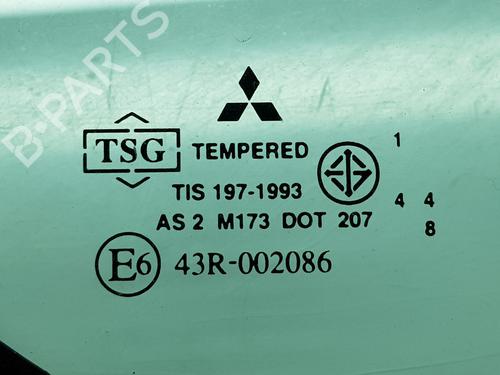 B-PARTS
TSG TEMPERED
TIS 197-1993
AS 2 M173 DOT 207
E6 43R-002086
1
4 4
8